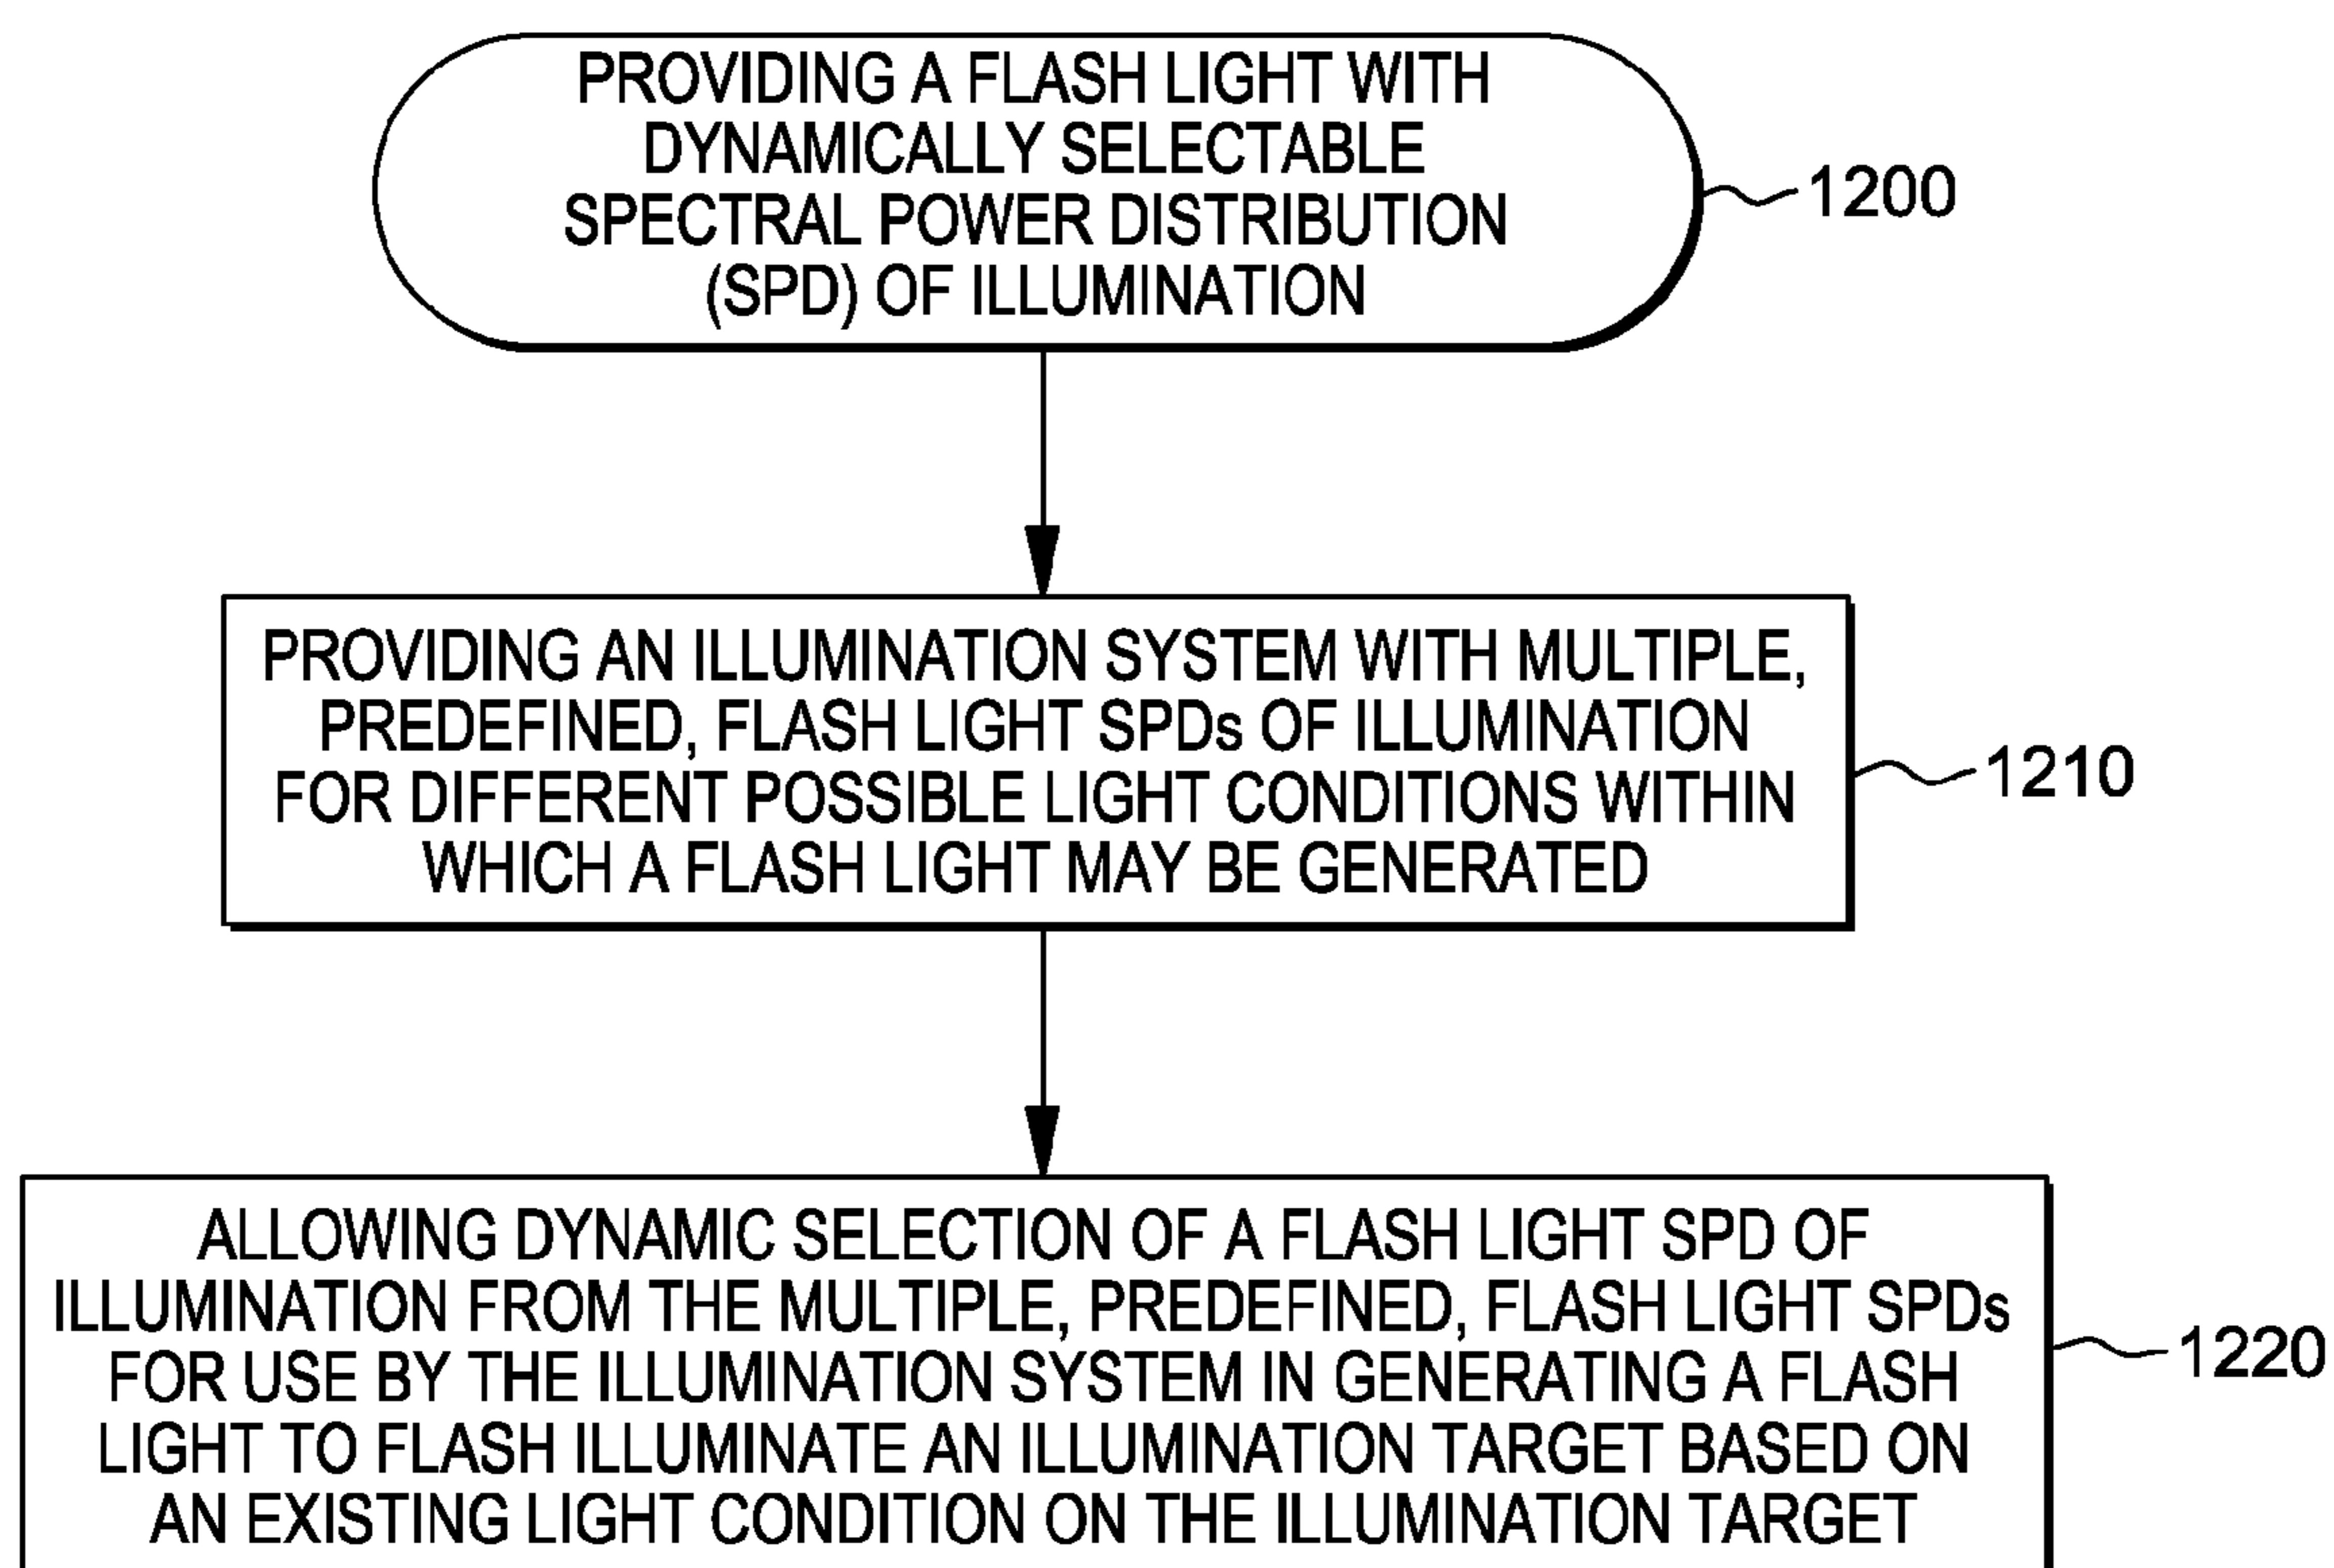 PROVIDING A FLASH LIGHT WITH
DYNAMICALLY SELECTABLE
SPECTRAL POWER DISTRIBUTION
(SPD) OF ILLUMINATION
1200
PROVIDING AN ILLUMINATION SYSTEM WITH MULTIPLE,
PREDEFINED, FLASH LIGHT SPDs OF ILLUMINATION
FOR DIFFERENT POSSIBLE LIGHT CONDITIONS WITHIN
WHICH A FLASH LIGHT MAY BE GENERATED
1210
ALLOWING DYNAMIC SELECTION OF A FLASH LIGHT SPD OF
ILLUMINATION FROM THE MULTIPLE, PREDEFINED, FLASH LIGHT SPDs
FOR USE BY THE ILLUMINATION SYSTEM IN GENERATING A FLASH
LIGHT TO FLASH ILLUMINATE AN ILLUMINATION TARGET BASED ON
AN EXISTING LIGHT CONDITION ON THE ILLUMINATION TARGET
1220